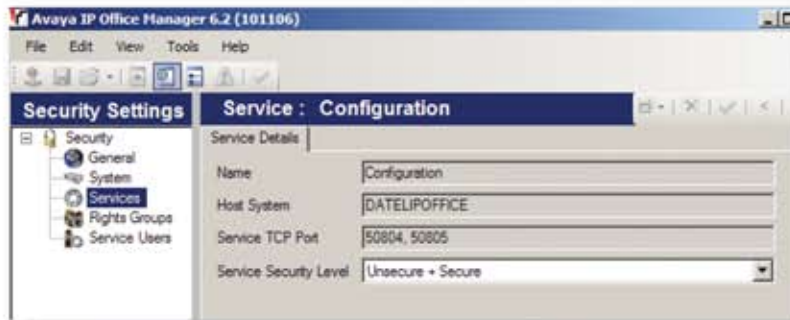 Avaya IP Office Manager 6.2 (101106)
File Edit View Tools Help
Security Settings
Service : Configuration
Security
General
System
Services
Rights Groups
Service Users
Service Details
Name Configuration
Host System DATELIPOFFICE
Service TCP Port 50804, 50805
Service Security Level Unsecure + Secure